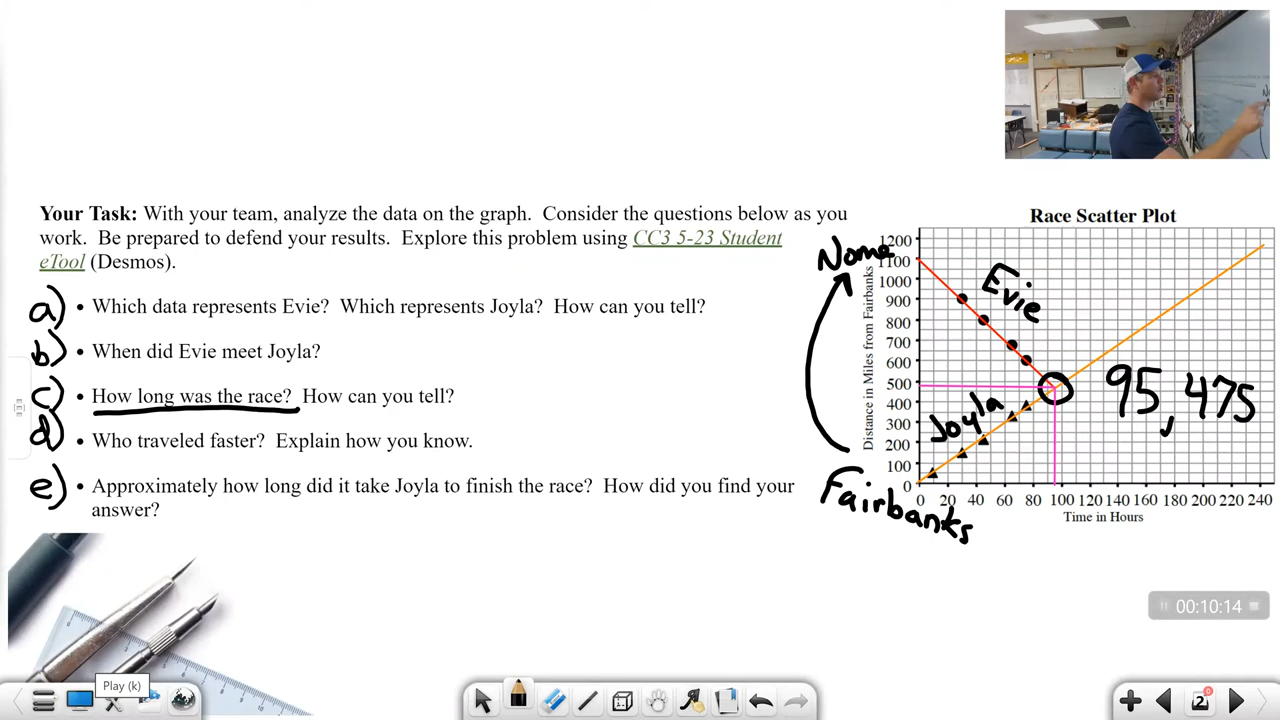 Your Task: With your team, analyze the data on the graph. Consider the questions below as you
work. Be prepared to defend your results. Explore this problem using CC3 5-23 Student
eTool (Desmos).
a) • Which data represents Evie? Which represents Joyla? How can you tell?
b) • When did Evie meet Joyla?
c) • How long was the race? How can you tell?
d) • Who traveled faster? Explain how you know.
e) • Approximately how long did it take Joyla to finish the race? How did you find your
answer?
Race Scatter Plot
Nome
Evie
Joyla
95, 475
Fairbanks
Distance in Miles from Fairbanks
1200
1100
1000
900
800
700
600
500
400
300
200
100
0
0 20 40 60 80 100 120 140 160 180 200 220 240
Time in Hours
00:10:14
Play (k)
2
0